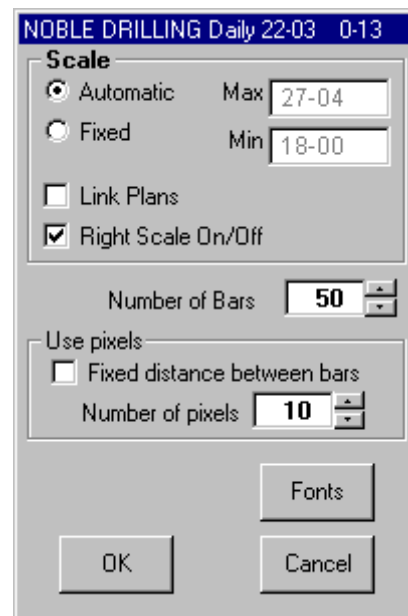 NOBLE DRILLING Daily 22-03 0-13
Scale
Automatic Max 27-04
Fixed Min 18-00
Link Plans
Right Scale On/Off
Number of Bars 50
Use pixels
Fixed distance between bars
Number of pixels 10
Fonts
OK Cancel